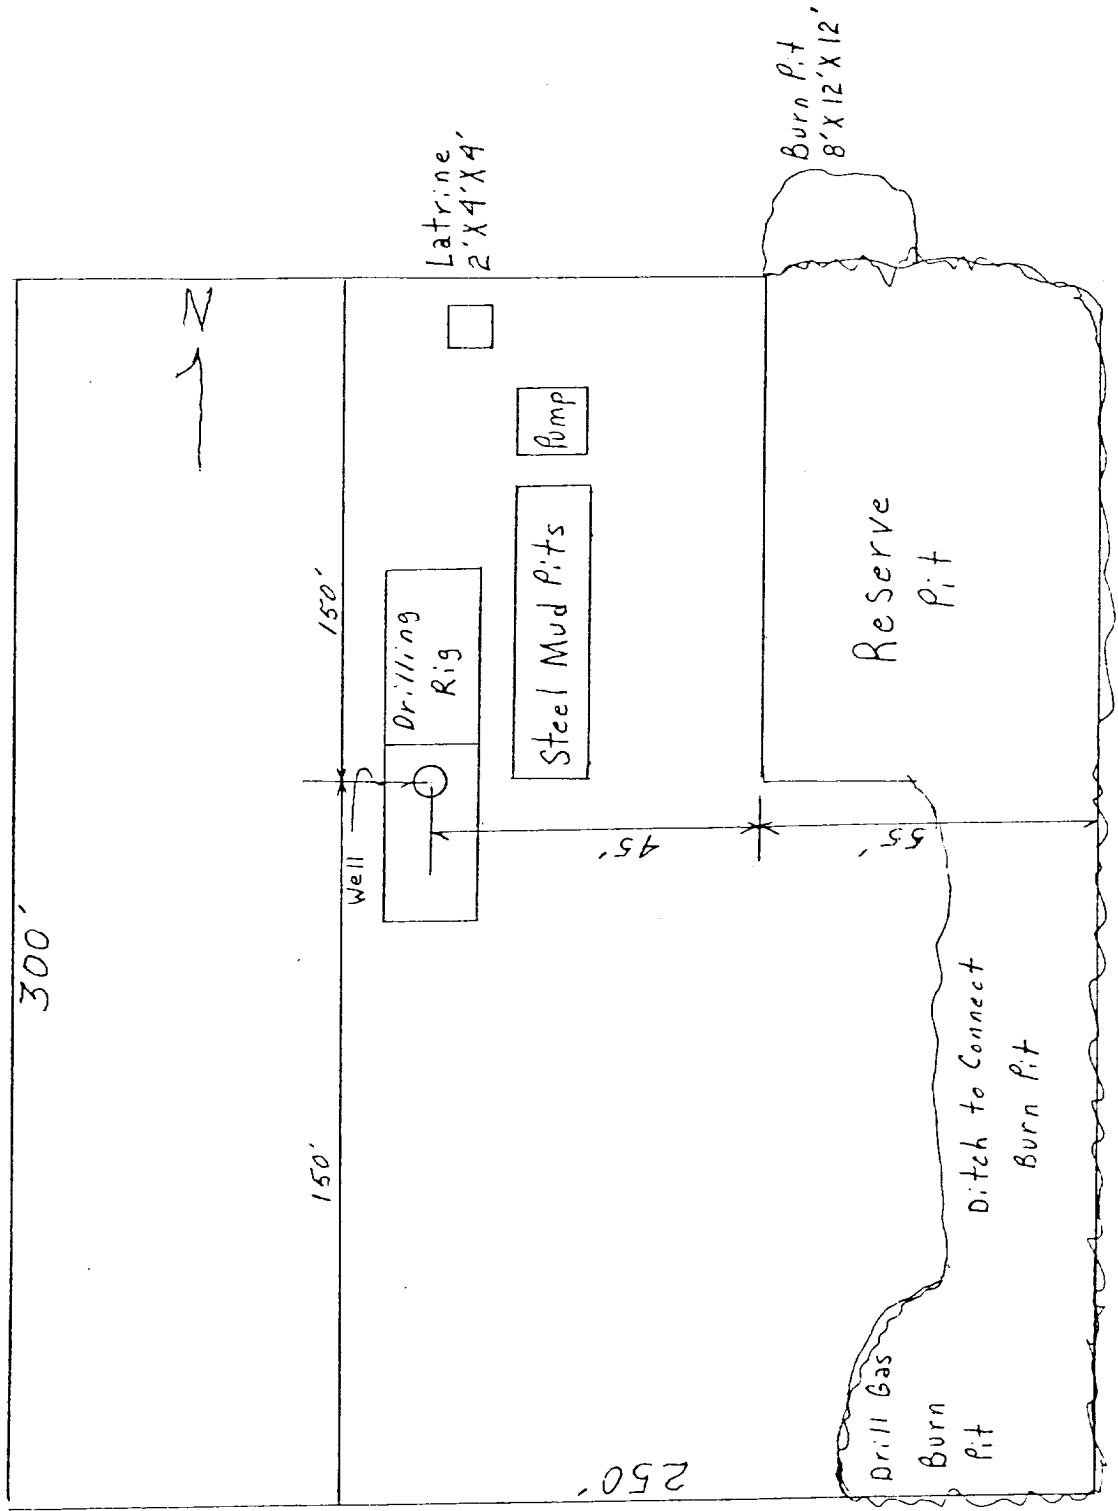 300'
N
150'
150'
Well
Drilling
Rig
Latrine
2'X4'X4'
Steel Mud Pits
Pump
45'
55'
Burn Pit
8'X12'X12'
Reserve
Pit
Ditch to Connect
Burn Pit
Drill Gas
Burn
Pit
250'